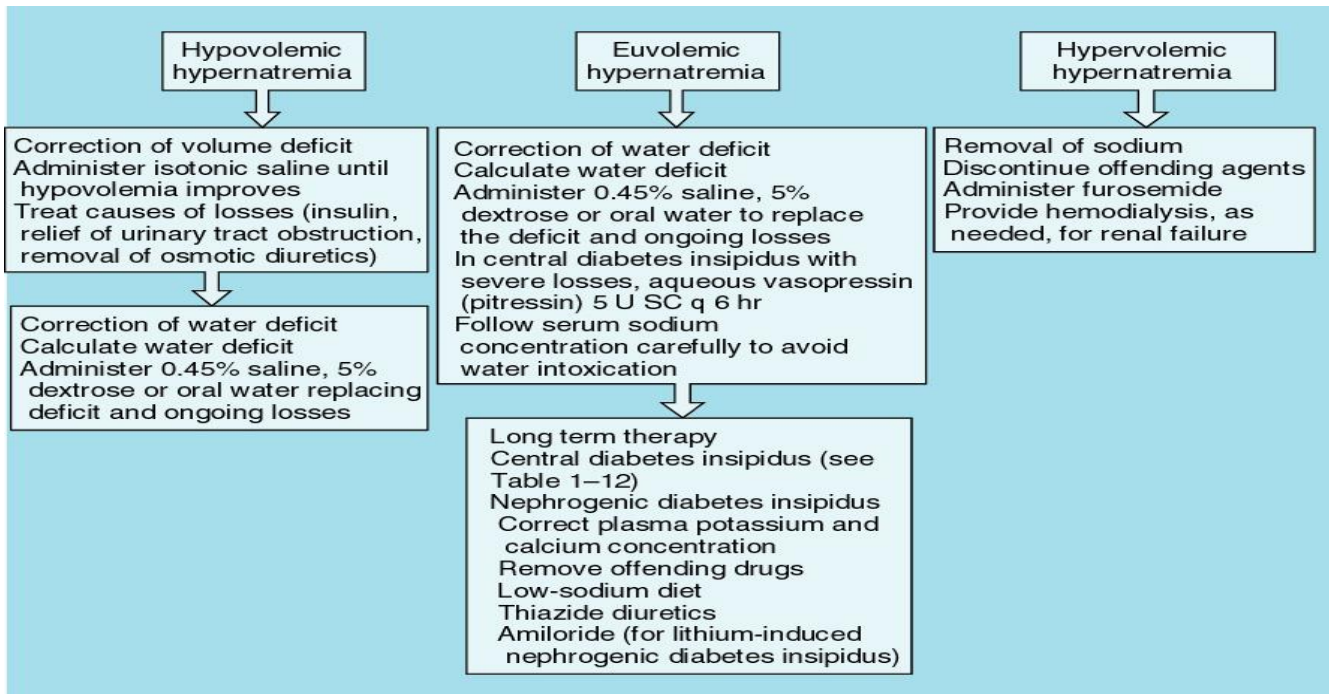 Hypovolemic
hypernatremia
Correction of volume deficit
Administer isotonic saline until
hypovolemia improves
Treat causes of losses (insulin,
relief of urinary tract obstruction,
removal of osmotic diuretics)
Correction of water deficit
Calculate water deficit
Administer 0.45% saline, 5%
dextrose or oral water replacing
deficit and ongoing losses
Euvolemic
hypernatremia
Correction of water deficit
Calculate water deficit
Administer 0.45% saline, 5%
dextrose or oral water to replace
the deficit and ongoing losses
In central diabetes insipidus with
severe losses, aqueous vasopressin
(pitressin) 5 U SC q 6 hr
Follow serum sodium
concentration carefully to avoid
water intoxication
Long term therapy
Central diabetes insipidus (see
Table 1–12)
Nephrogenic diabetes insipidus
Correct plasma potassium and
calcium concentration
Remove offending drugs
Low-sodium diet
Thiazide diuretics
Amiloride (for lithium-induced
nephrogenic diabetes insipidus)
Hypervolemic
hypernatremia
Removal of sodium
Discontinue offending agents
Administer furosemide
Provide hemodialysis, as
needed, for renal failure